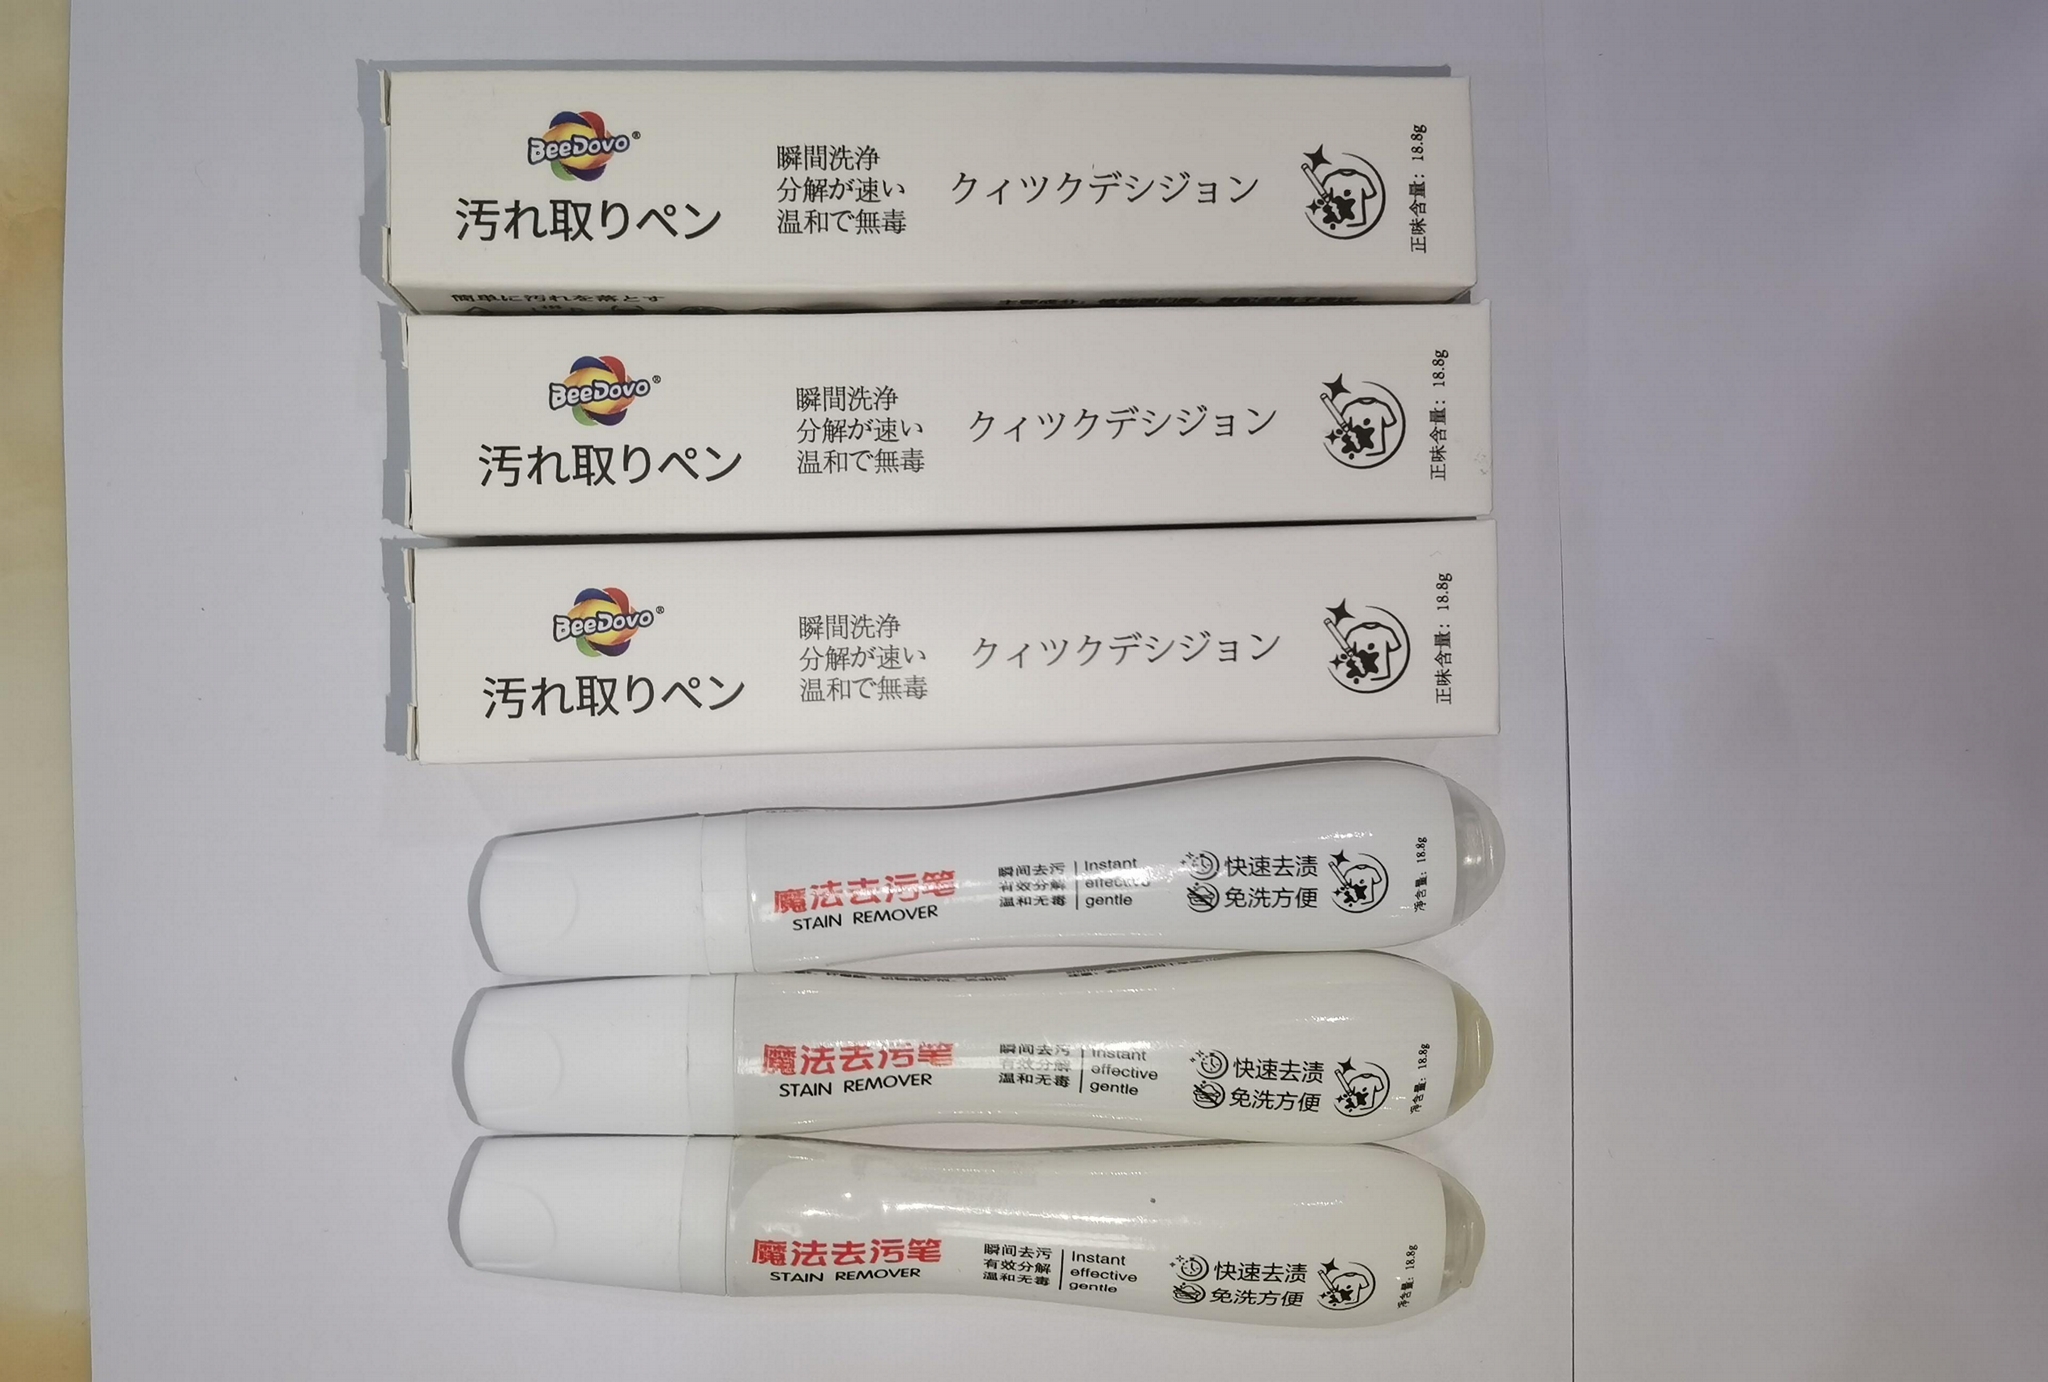 BeeDovo®
汚れ取りペン
瞬間洗浄
分解が速い
温和で無毒
クィツクデシジョン
正味含量：18.8g
簡単に汚れを落とす
BeeDovo®
汚れ取りペン
瞬間洗浄
分解が速い
温和で無毒
クィツクデシジョン
正味含量：18.8g
BeeDovo®
汚れ取りペン
瞬間洗浄
分解が速い
温和で無毒
クィツクデシジョン
正味含量：18.8g
魔法去污笔
STAIN REMOVER
瞬间去污
有效分解
温和无毒
Instant
effective
gentle
快速去渍
免洗方便
净含量：18.8g
魔法去污笔
STAIN REMOVER
瞬间去污
有效分解
温和无毒
Instant
effective
gentle
快速去渍
免洗方便
净含量：18.8g
魔法去污笔
STAIN REMOVER
瞬间去污
有效分解
温和无毒
Instant
effective
gentle
快速去渍
免洗方便
净含量：18.8g